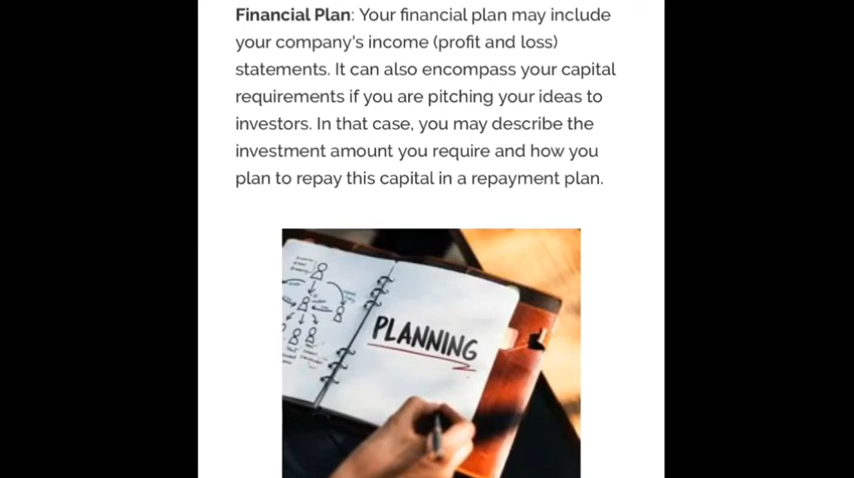 Financial Plan: Your financial plan may include
your company's income (profit and loss)
statements. It can also encompass your capital
requirements if you are pitching your ideas to
investors. In that case, you may describe the
investment amount you require and how you
plan to repay this capital in a repayment plan.
PLANNING